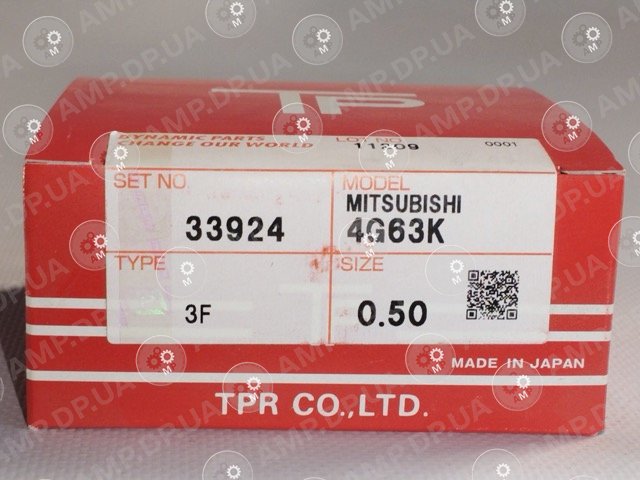 TP
DYNAMIC PARTS
CHANGE OUR WORLD
LOT NO.
11209
0001
SET NO.
33924
MODEL
MITSUBISHI
4G63K
TYPE
3F
SIZE
0.50
MADE IN JAPAN
TPR CO.,LTD.
AMP.DP.UA